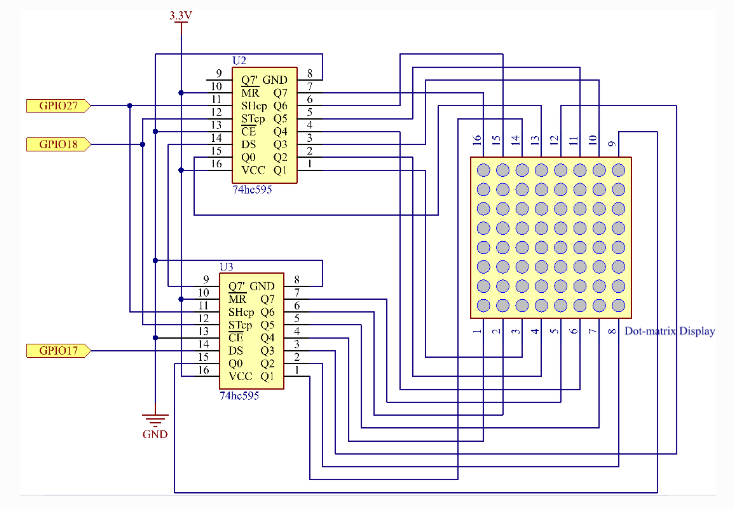 3.3V
U2
9 Q7' GND 8
10 MR Q7 7
11 SHcp Q6 6
12 STcp Q5 5
13 CE Q4 4
14 DS Q3 3
15 Q0 Q2 2
16 VCC Q1 1
74hc595
GPIO27
GPIO18
16 15 14 13 12 11 10 9
1 2 3 4 5 6 7 8
Dot-matrix Display
U3
9 Q7' GND 8
10 MR Q7 7
11 SHcp Q6 6
12 STcp Q5 5
13 CE Q4 4
14 DS Q3 3
15 Q0 Q2 2
16 VCC Q1 1
74hc595
GPIO17
GND